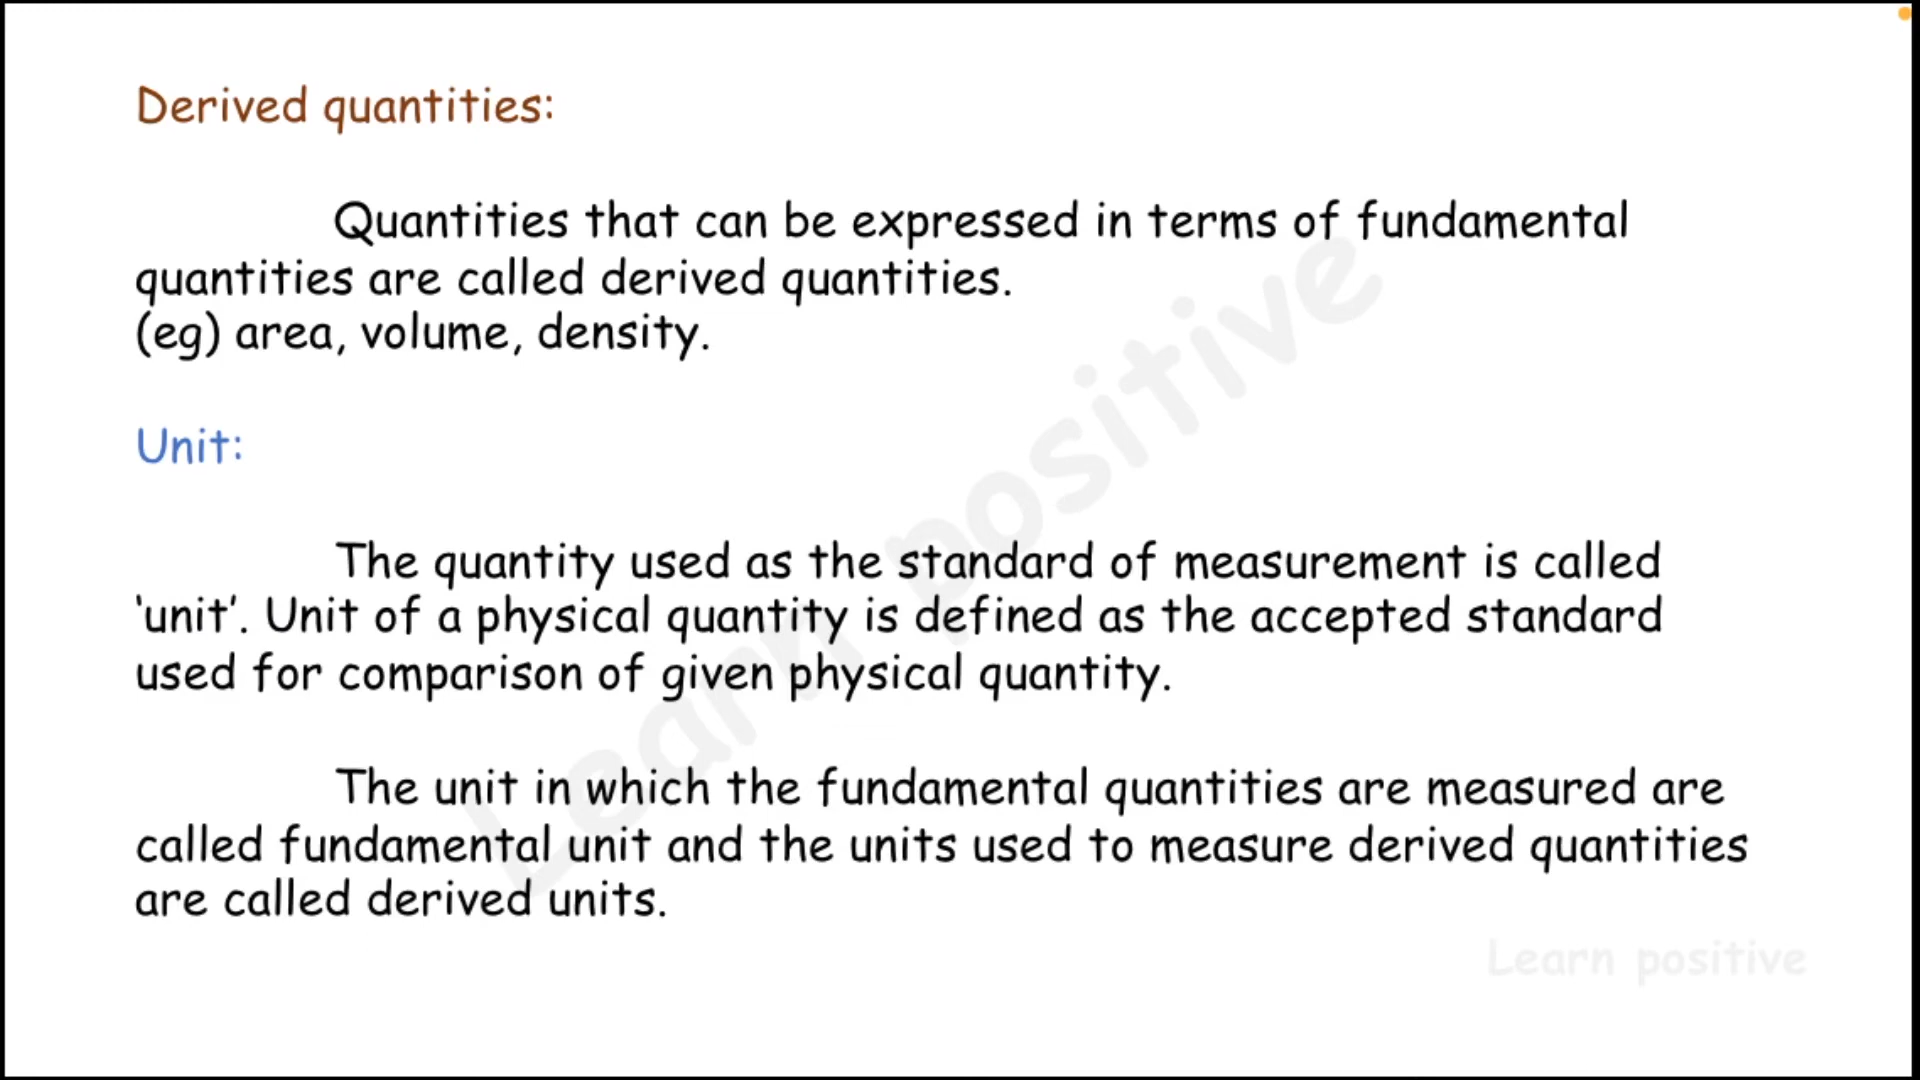 Derived quantities:
Quantities that can be expressed in terms of fundamental
quantities are called derived quantities.
(eg) area, volume, density.
Unit:
The quantity used as the standard of measurement is called
‘unit’. Unit of a physical quantity is defined as the accepted standard
used for comparison of given physical quantity.
The unit in which the fundamental quantities are measured are
called fundamental unit and the units used to measure derived quantities
are called derived units.
Learn positive
Learn positive